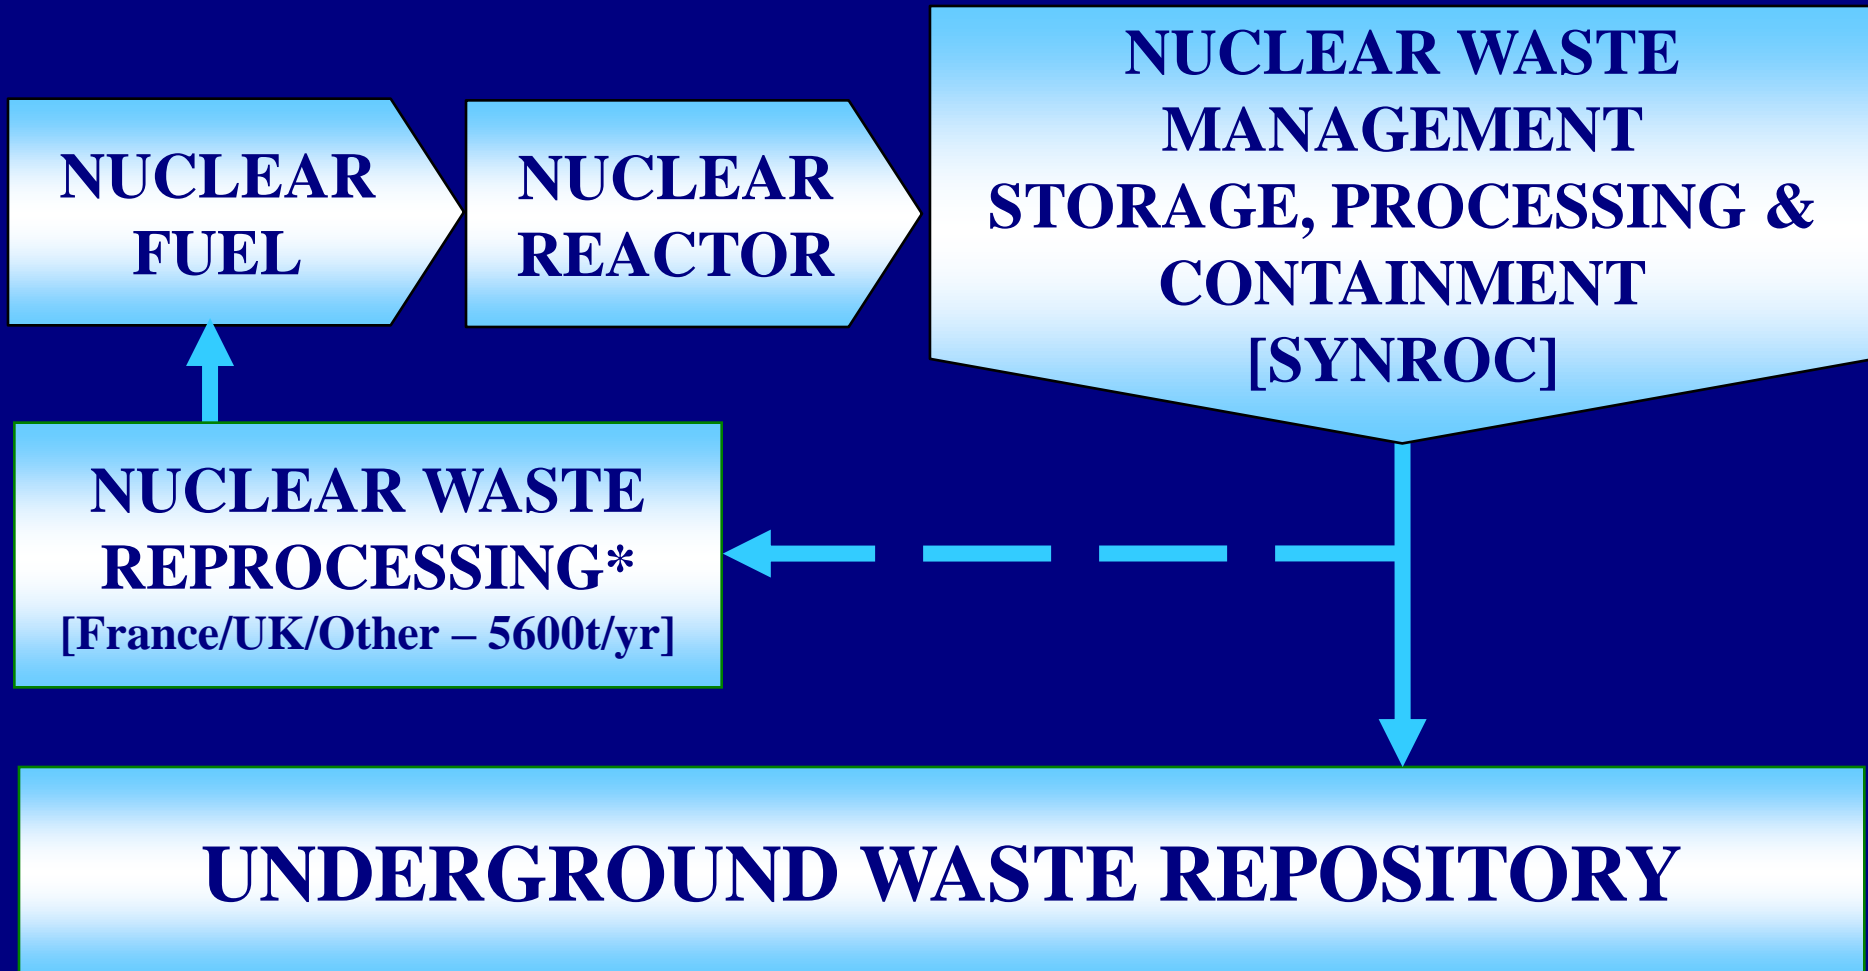 NUCLEAR
FUEL
NUCLEAR
REACTOR
NUCLEAR WASTE
MANAGEMENT
STORAGE, PROCESSING &
CONTAINMENT
[SYNROC]
NUCLEAR WASTE
REPROCESSING*
[France/UK/Other – 5600t/yr]
UNDERGROUND WASTE REPOSITORY